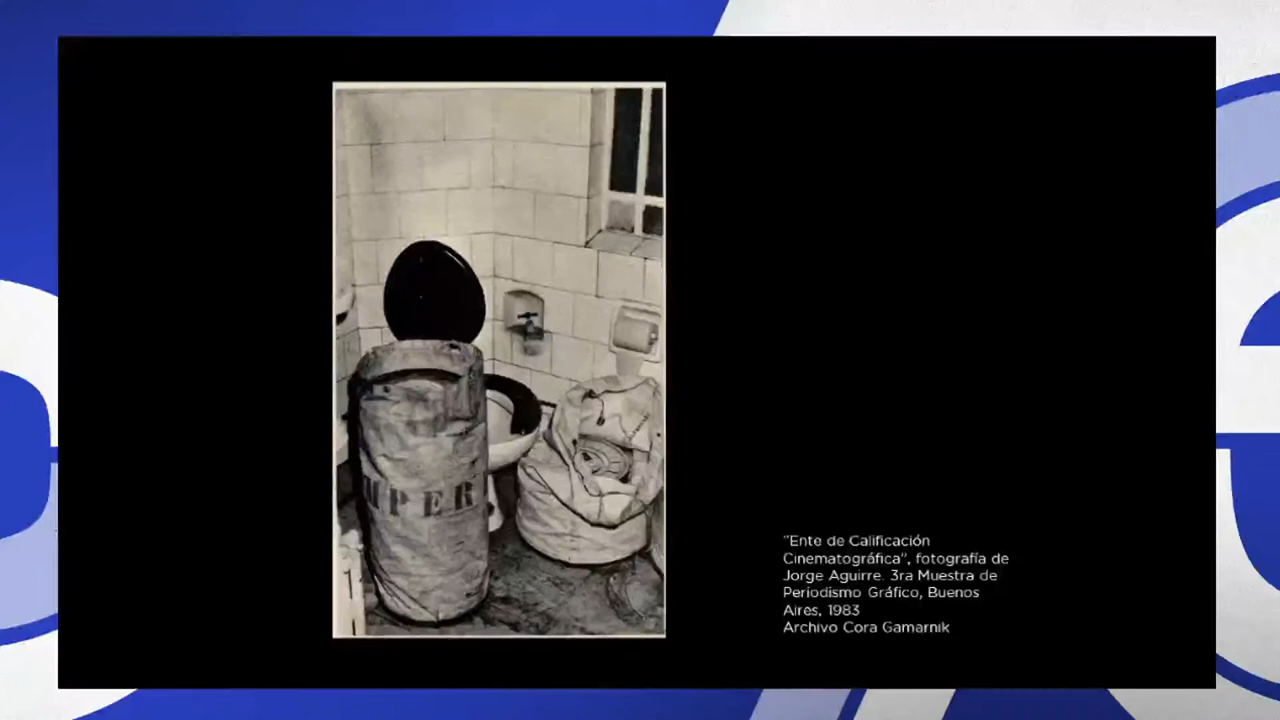 MPER
"Ente de Calificación
Cinematográfica", fotografía de
Jorge Aguirre. 3ra Muestra de
Periodismo Gráfico, Buenos
Aires, 1983
Archivo Cora Gamarnik